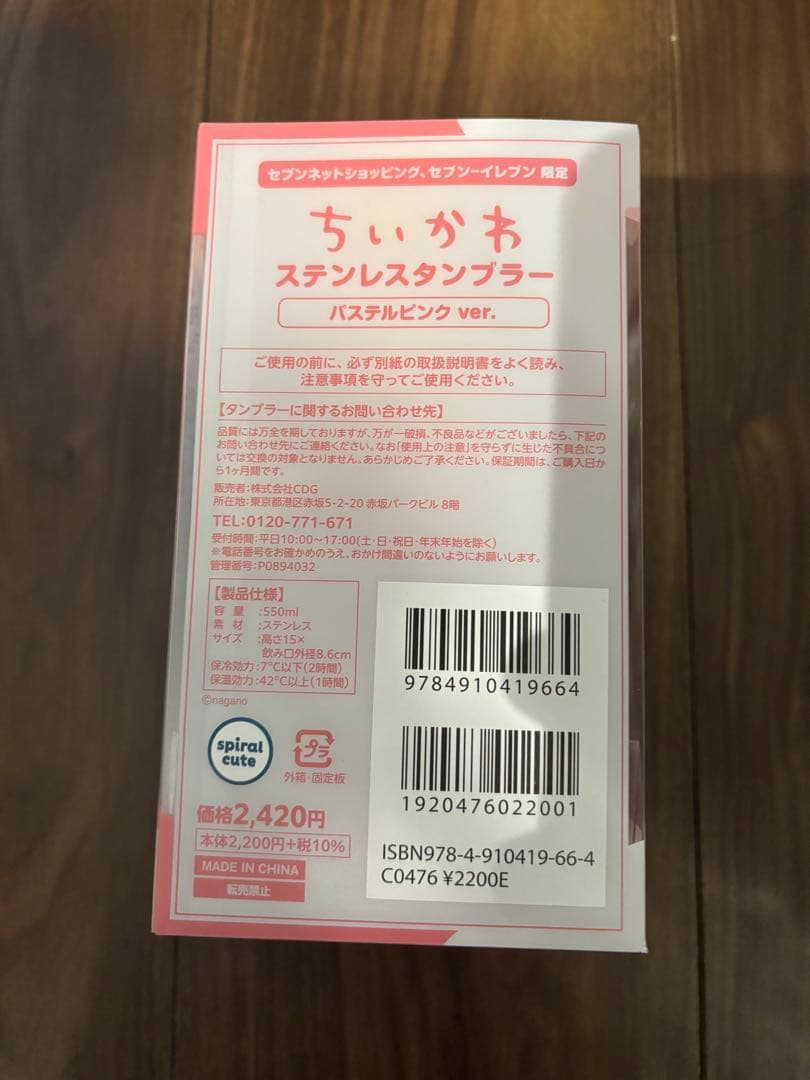 セブンネットショッピング、セブン-イレブン 限定
ちいかわ
ステンレスタンブラー
パステルピンク ver.
ご使用の前に、必ず別紙の取扱説明書をよく読み、
注意事項を守ってご使用ください。
【タンブラーに関するお問い合わせ先】
品質には万全を期しておりますが、万が一破損、不良品などがございましたら、下記の
お問い合わせ先にご連絡ください。なお「使用上の注意」を守らずに生じた不具合につ
いては交換の対象となりません。あらかじめご了承ください。保証期間は、ご購入日か
ら1ヶ月間です。
販売者:株式会社CDG
所在地:東京都港区赤坂5-2-20 赤坂パークビル 8階
TEL:0120-771-671
受付時間:平日10:00〜17:00(土・日・祝日・年末年始を除く)
※電話番号をお確かめのうえ、おかけ間違いのないようにお願いします。
管理番号:P0894032
【製品仕様】
容 量 :550ml
素 材 :ステンレス
サイズ :高さ15×
飲み口外径8.6cm
保冷効力:7℃以下(2時間)
保温効力:42℃以上(1時間)
©nagano
spiral
cute
プラ
外箱・固定板
価格2,420円
本体2,200円+税10%
MADE IN CHINA
転売禁止
9784910419664
1920476022001
ISBN978-4-910419-66-4
C0476 ¥2200E